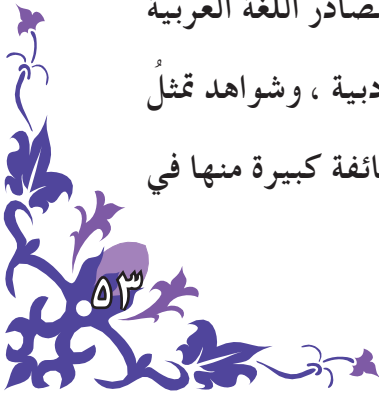 صادر اللغة العربية
دبية ، وشواهد تمثلُ
ائفة كبيرة منها في
٥٣